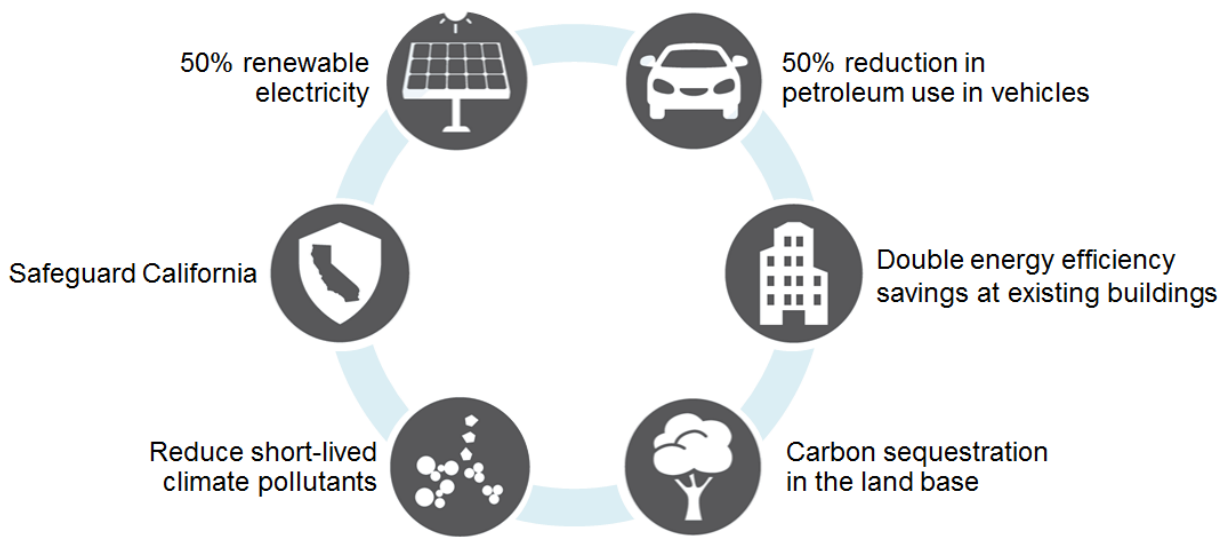 50% renewable
electricity
50% reduction in
petroleum use in vehicles
Safeguard California
Double energy efficiency
savings at existing buildings
Reduce short-lived
climate pollutants
Carbon sequestration
in the land base